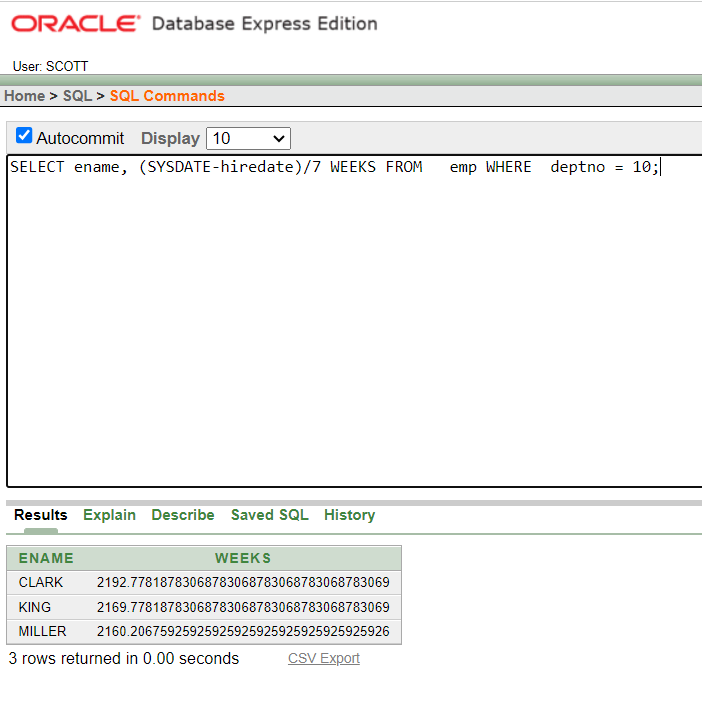 ORACLE® Database Express Edition
User: SCOTT
Home > SQL > SQL Commands
Autocommit Display 10
SELECT ename, (SYSDATE-hiredate)/7 WEEKS FROM   emp WHERE  deptno = 10;
Results Explain Describe Saved SQL History
ENAME WEEKS
CLARK 2192.77818783068783068783068783068783069
KING 2169.77818783068783068783068783068783069
MILLER 2160.20675925925925925925925925925925926
3 rows returned in 0.00 seconds CSV Export